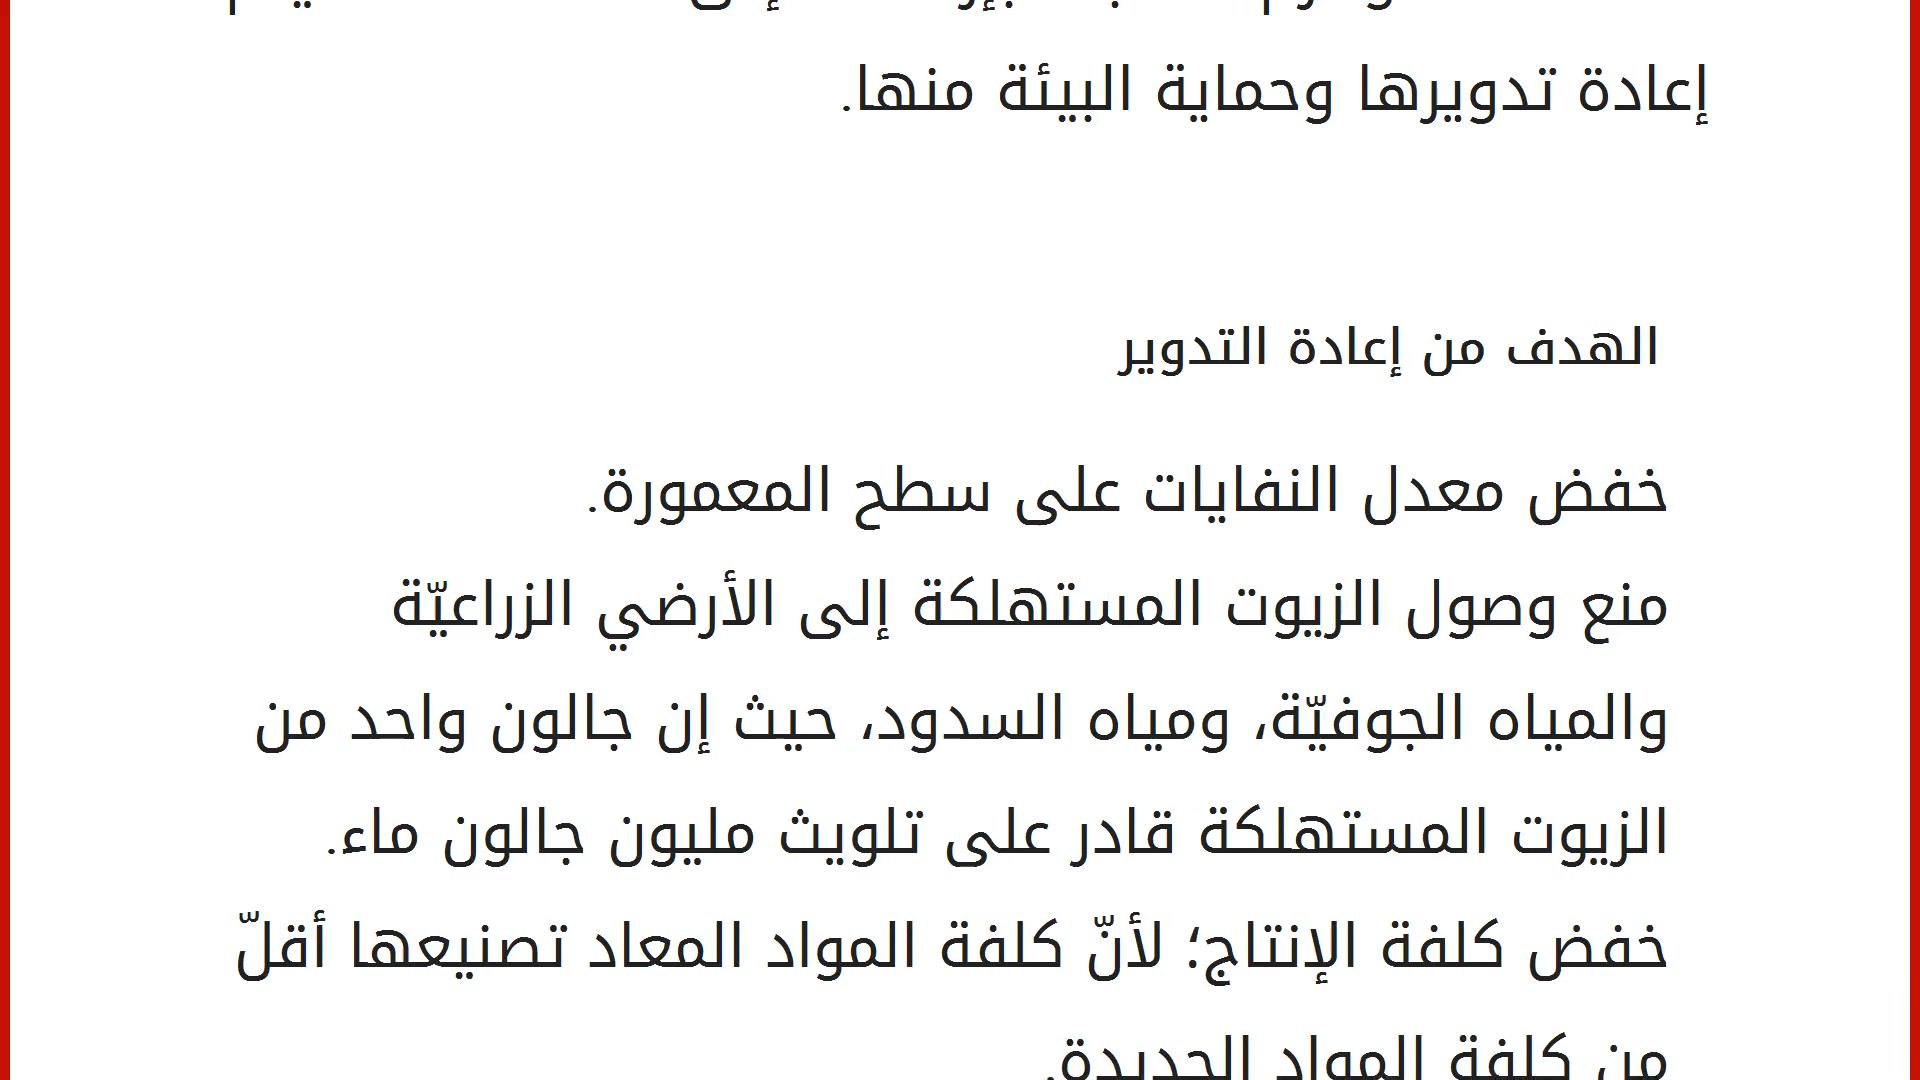 إعادة تدويرها وحماية البيئة منها.
الهدف من إعادة التدوير
خفض معدل النفايات على سطح المعمورة.
منع وصول الزيوت المستهلكة إلى الأرضي الزراعيّة
والمياه الجوفيّة، ومياه السدود، حيث إن جالون واحد من
الزيوت المستهلكة قادر على تلويث مليون جالون ماء.
خفض كلفة الإنتاج؛ لأنّ كلفة المواد المعاد تصنيعها أقلّ
من كلفة المواد الجديدة.